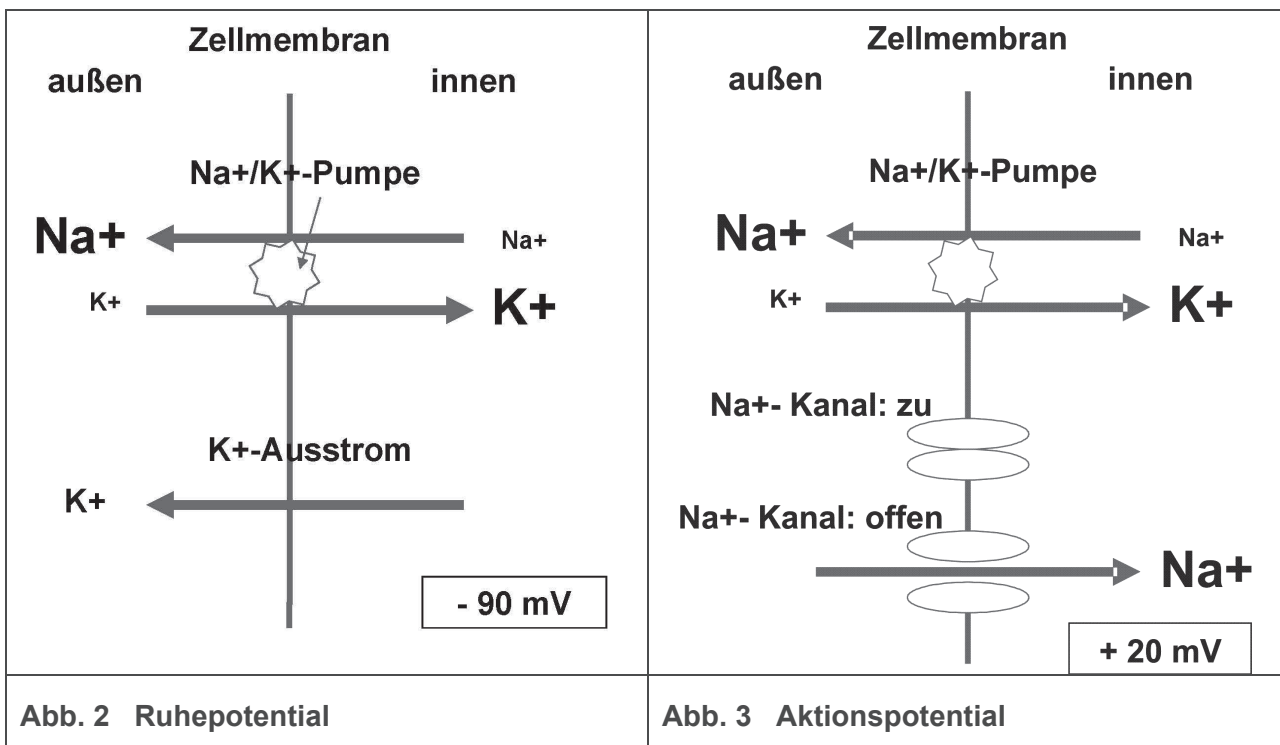 Zellmembran
außen innen
Na+/K+-Pumpe
Na+ Na+
K+ K+
K+-Ausstrom
K+
- 90 mV
Abb. 2 Ruhepotential
Zellmembran
außen innen
Na+/K+-Pumpe
Na+ Na+
K+ K+
Na+- Kanal: zu
Na+- Kanal: offen
Na+
+ 20 mV
Abb. 3 Aktionspotential